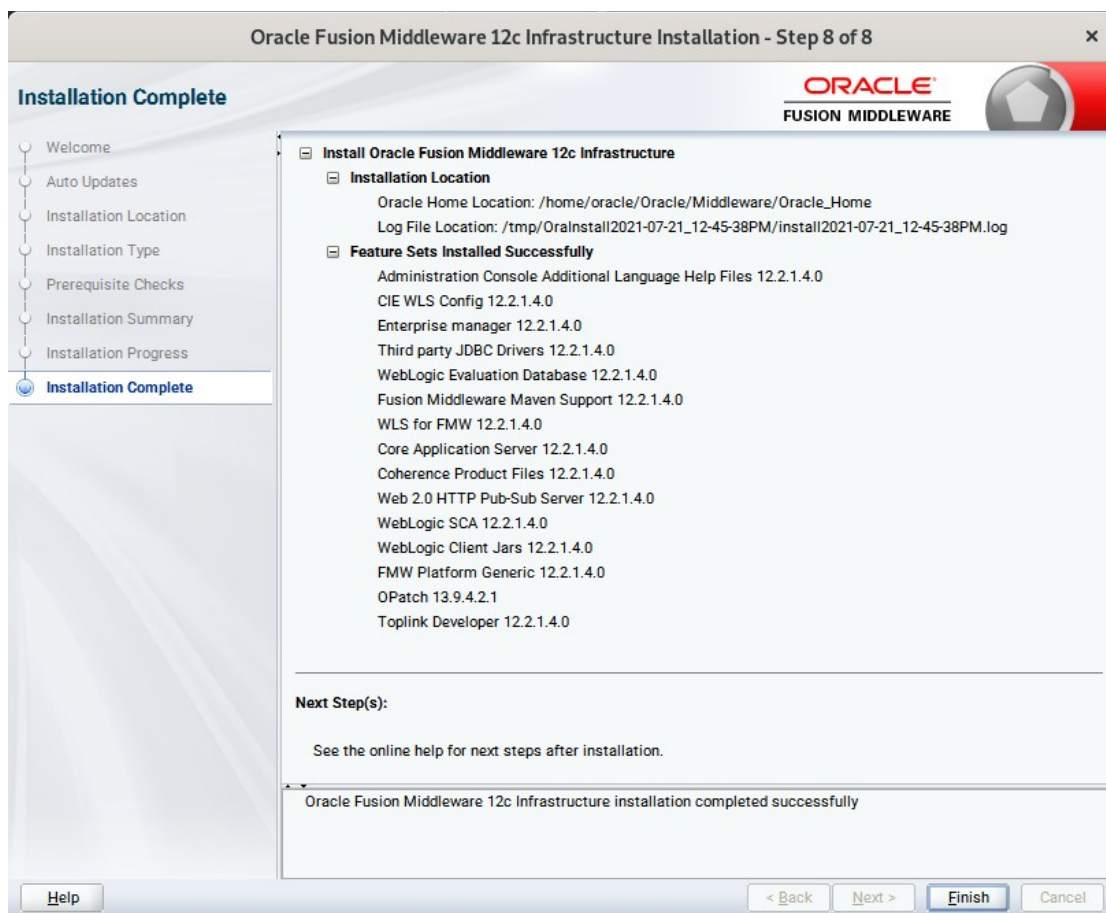 Oracle Fusion Middleware 12c Infrastructure Installation - Step 8 of 8
Installation Complete
ORACLE
FUSION MIDDLEWARE
Welcome
Auto Updates
Installation Location
Installation Type
Prerequisite Checks
Installation Summary
Installation Progress
Installation Complete
Install Oracle Fusion Middleware 12c Infrastructure
Installation Location
Oracle Home Location: /home/oracle/Oracle/Middleware/Oracle_Home
Log File Location: /tmp/OraInstall2021-07-21_12-45-38PM/install2021-07-21_12-45-38PM.log
Feature Sets Installed Successfully
Administration Console Additional Language Help Files 12.2.1.4.0
CIE WLS Config 12.2.1.4.0
Enterprise manager 12.2.1.4.0
Third party JDBC Drivers 12.2.1.4.0
WebLogic Evaluation Database 12.2.1.4.0
Fusion Middleware Maven Support 12.2.1.4.0
WLS for FMW 12.2.1.4.0
Core Application Server 12.2.1.4.0
Coherence Product Files 12.2.1.4.0
Web 2.0 HTTP Pub-Sub Server 12.2.1.4.0
WebLogic SCA 12.2.1.4.0
WebLogic Client Jars 12.2.1.4.0
FMW Platform Generic 12.2.1.4.0
OPatch 13.9.4.2.1
Toplink Developer 12.2.1.4.0
Next Step(s):
See the online help for next steps after installation.
Oracle Fusion Middleware 12c Infrastructure installation completed successfully
Help
< Back
Next >
Finish
Cancel